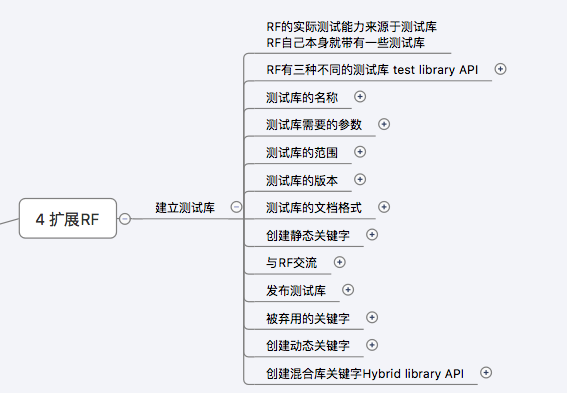 RF的实际测试能力来源于测试库
RF自己本身就带有一些测试库
RF有三种不同的测试库 test library API
测试库的名称
测试库需要的参数
测试库的范围
测试库的版本
4 扩展RF
建立测试库
测试库的文档格式
创建静态关键字
与RF交流
发布测试库
被弃用的关键字
创建动态关键字
创建混合库关键字Hybrid library API